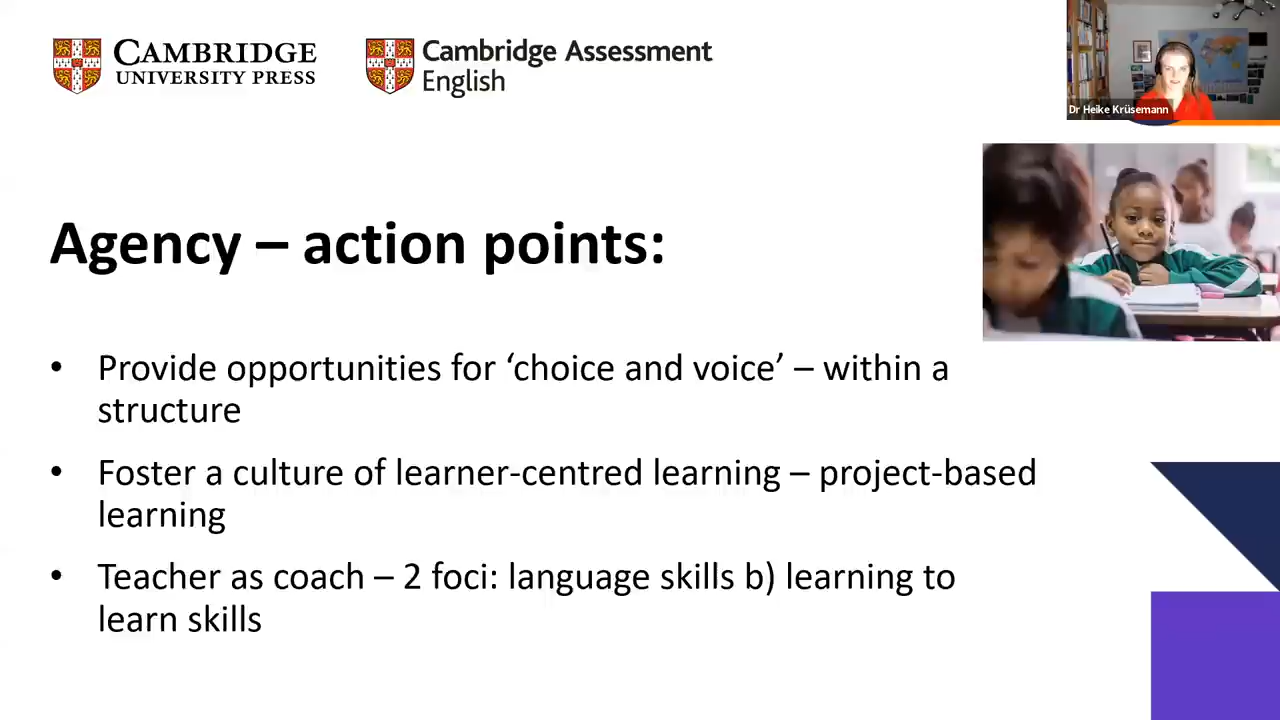 CAMBRIDGE
UNIVERSITY PRESS
Cambridge Assessment
English
Dr Heike Krüsemann
Agency – action points:
• Provide opportunities for ‘choice and voice’ – within a
structure
• Foster a culture of learner-centred learning – project-based
learning
• Teacher as coach – 2 foci: language skills b) learning to
learn skills